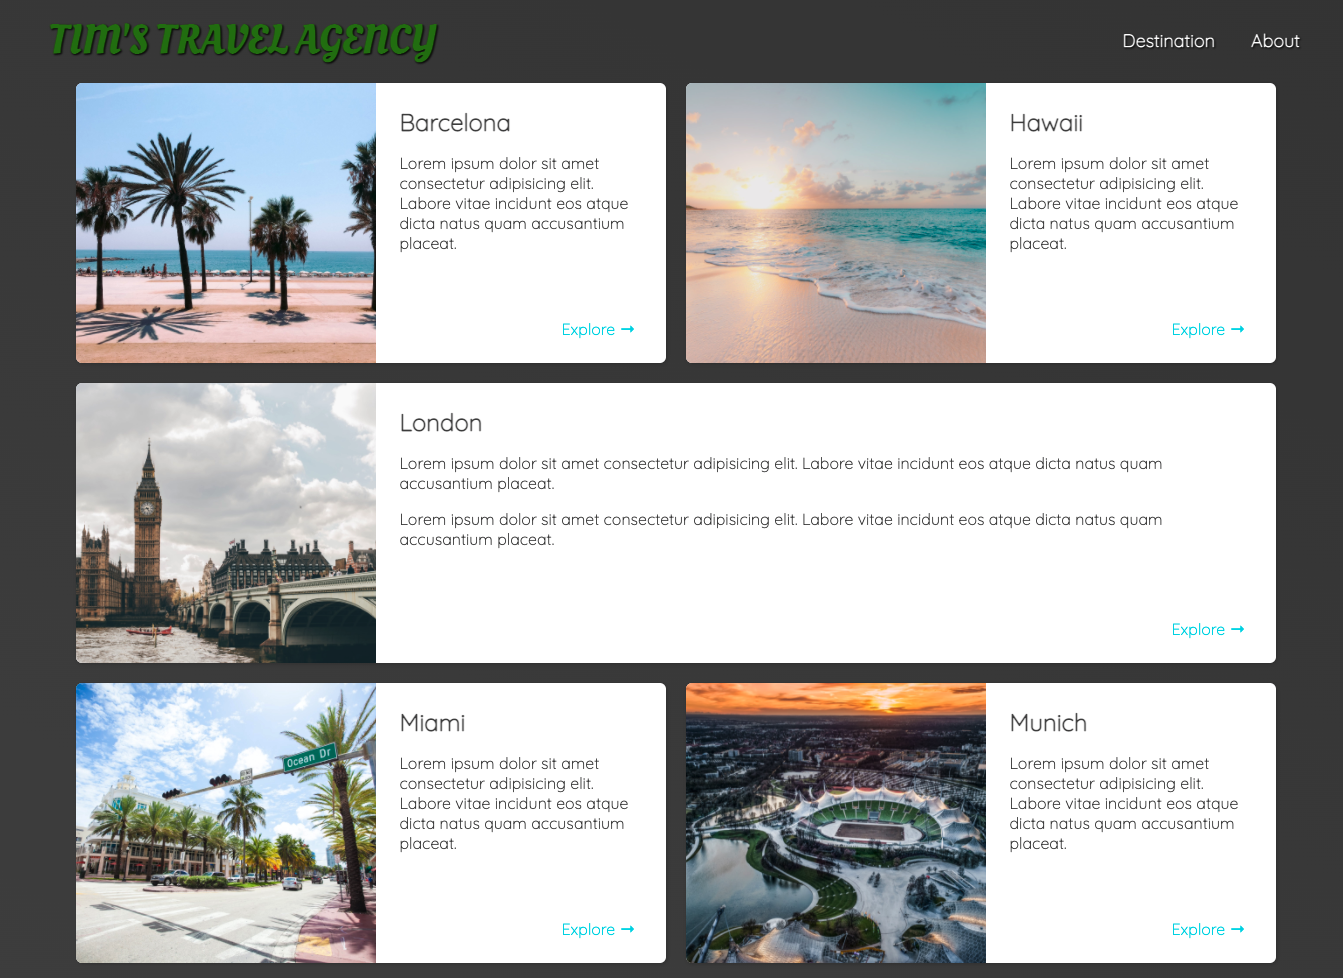 TIM'S TRAVEL AGENCY
Destination
About
Barcelona
Lorem ipsum dolor sit amet
consectetur adipisicing elit.
Labore vitae incidunt eos atque
dicta natus quam accusantium
placeat.
Explore →
Hawaii
Lorem ipsum dolor sit amet
consectetur adipisicing elit.
Labore vitae incidunt eos atque
dicta natus quam accusantium
placeat.
Explore →
London
Lorem ipsum dolor sit amet consectetur adipisicing elit. Labore vitae incidunt eos atque dicta natus quam
accusantium placeat.
Lorem ipsum dolor sit amet consectetur adipisicing elit. Labore vitae incidunt eos atque dicta natus quam
accusantium placeat.
Explore →
Ocean Dr
Miami
Lorem ipsum dolor sit amet
consectetur adipisicing elit.
Labore vitae incidunt eos atque
dicta natus quam accusantium
placeat.
Explore →
Munich
Lorem ipsum dolor sit amet
consectetur adipisicing elit.
Labore vitae incidunt eos atque
dicta natus quam accusantium
placeat.
Explore →